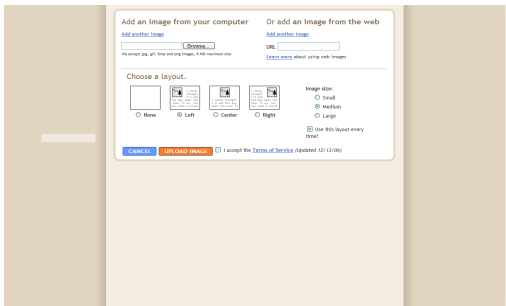 Add an image from your computer
Or add an image from the web
Add another image
Add another image
Browse...
URL
We accept jpg, gif, bmp and png images, 8 MB maximum size
Learn more about using web images
Choose a layout.
Image size:
Small
Medium
Large
None
Left
Center
Right
Use this layout every
time?
CANCEL
UPLOAD IMAGE
I accept the Terms of Service (Updated 12/13/06)